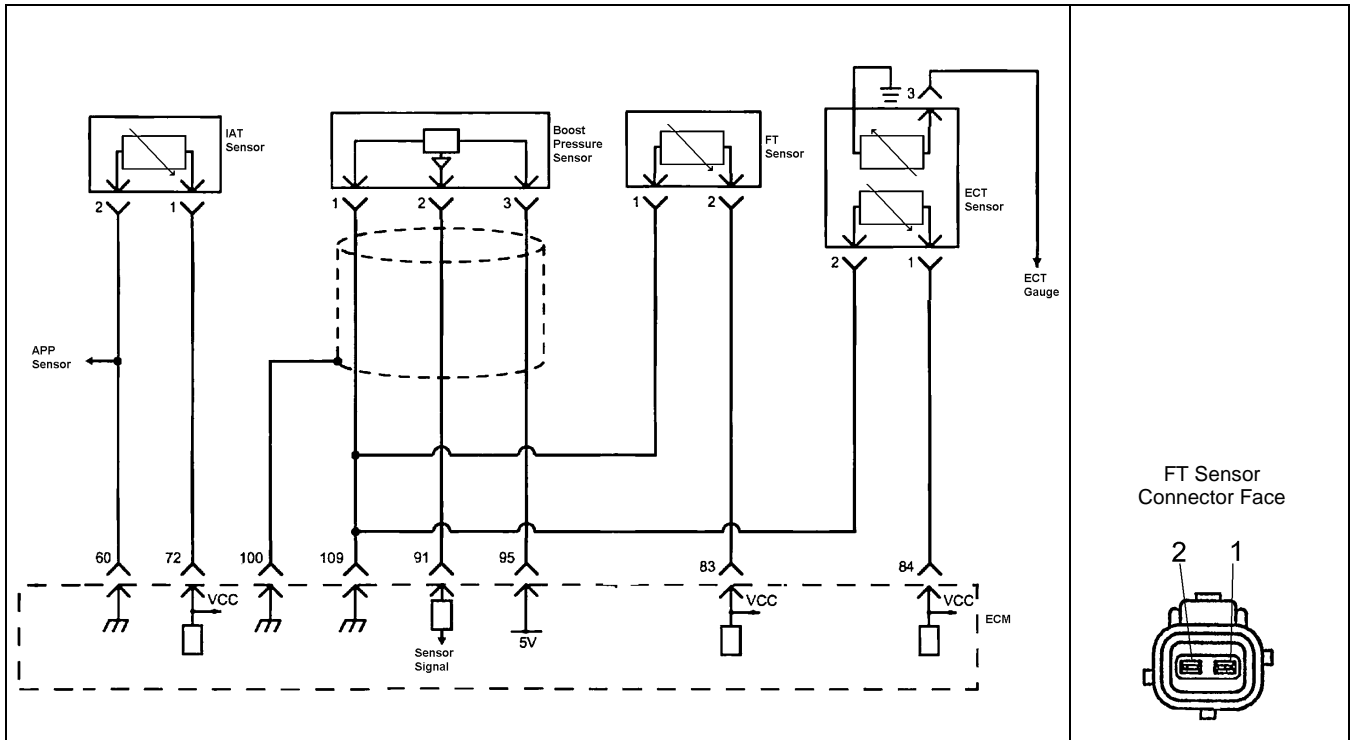 3
IAT
Sensor
Boost
Pressure
Sensor
FT
Sensor
ECT
Sensor
2 1
1 2 3
1 2
2 1
ECT
Gauge
APP
Sensor
60 72 100 109 91 95 83 84
VCC VCC VCC
ECM
5V
Sensor
Signal
FT Sensor
Connector Face
2 1